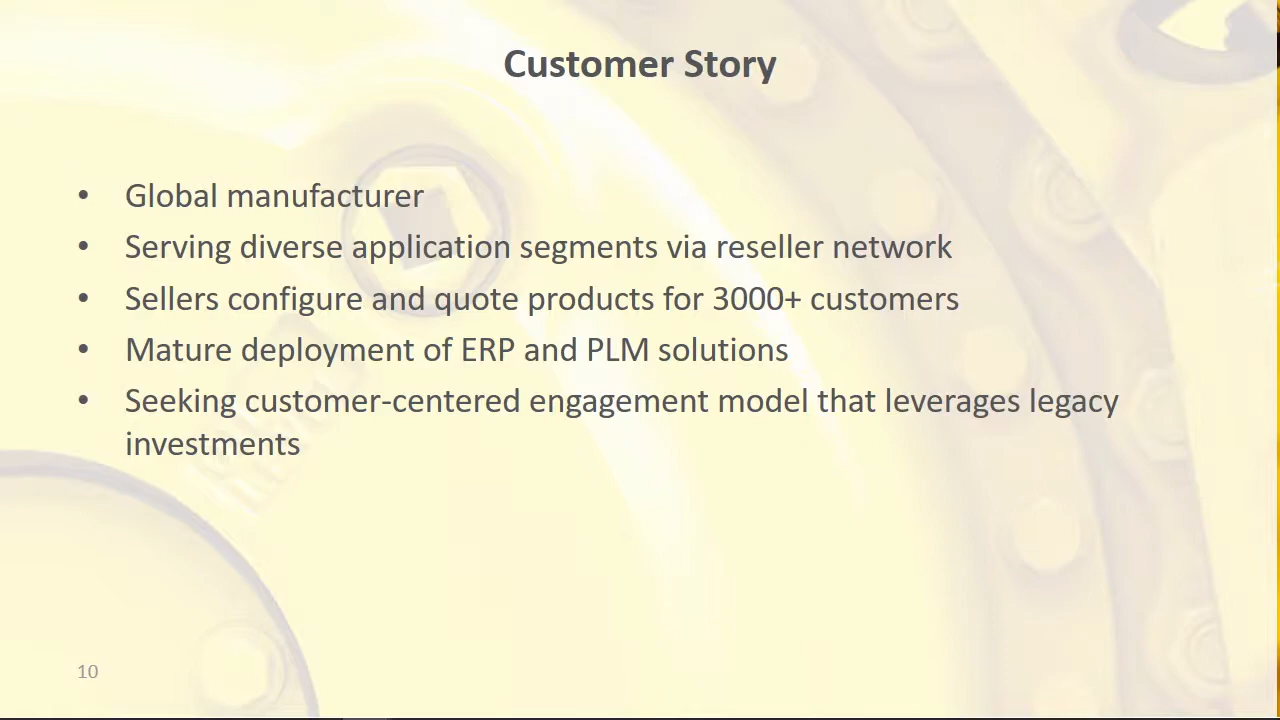 Customer Story
• Global manufacturer
• Serving diverse application segments via reseller network
• Sellers configure and quote products for 3000+ customers
• Mature deployment of ERP and PLM solutions
• Seeking customer-centered engagement model that leverages legacy
investments
10